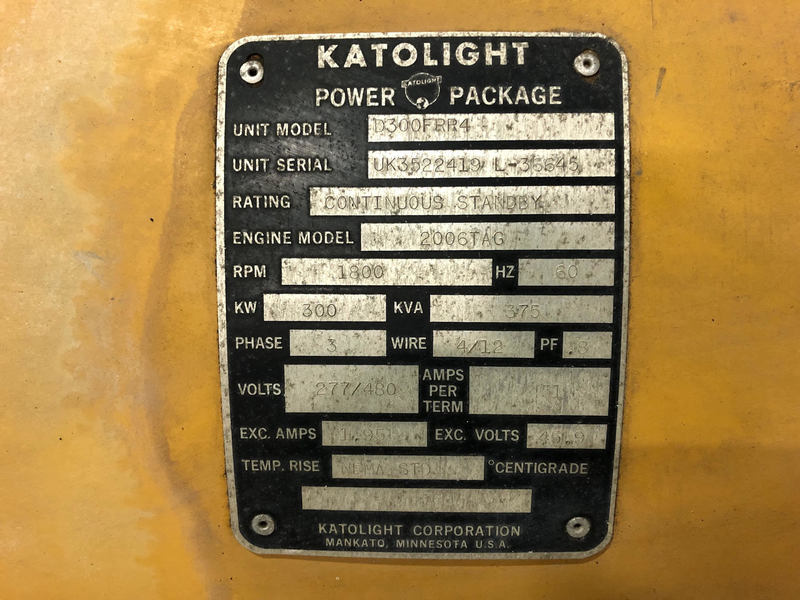 KATOLIGHT
POWER KATOLIGHT PACKAGE
UNIT MODEL D300FRR4
UNIT SERIAL UK3522419 L-36645
RATING CONTINUOUS STANDBY
ENGINE MODEL 2006TAG
RPM 1800 HZ 60
KW 300 KVA 375
PHASE 3 WIRE 4/12 PF .8
VOLTS 277/480 AMPS PER TERM
EXC. AMPS EXC. VOLTS
TEMP. RISE NEMA STD. °CENTIGRADE
KATOLIGHT CORPORATION
MANKATO, MINNESOTA U.S.A.